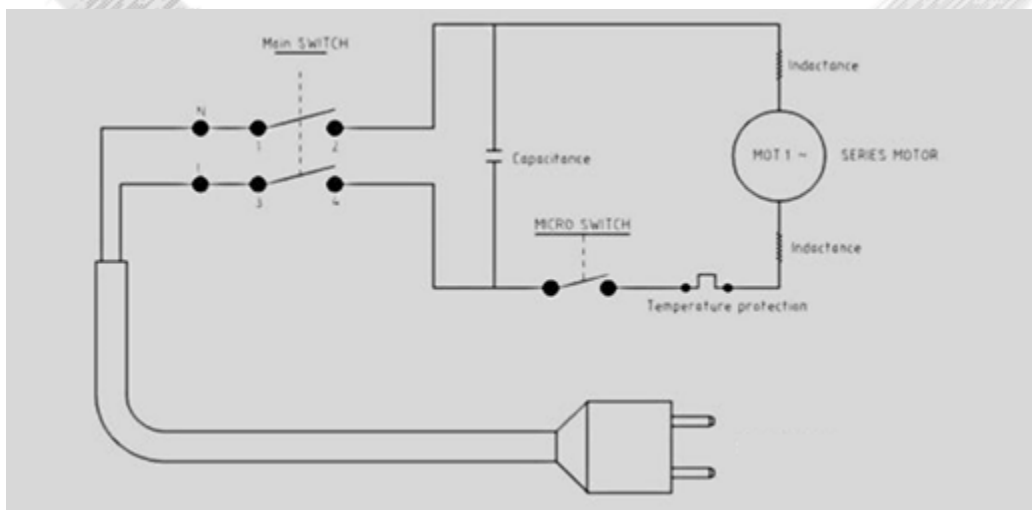 Main SWITCH
Inductance
N
1
2
Capacitance
MOT 1 ~
SERIES MOTOR
3
4
MICRO SWITCH
Inductance
Temperature protection